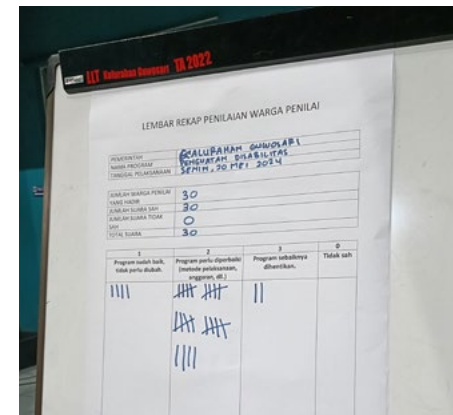 LLT Kalurahan Guwosari TA 2022
LEMBAR REKAP PENILAIAN WARGA PENILAI
PEMERINTAH KALURAHAN GUWOSARI
NAMA PROGRAM KESEHATAN DISABILITAS
TANGGAL PELAKSANAAN SENIN, 20 MEI 2024
JUMLAH WARGA PENILAI YANG HADIR 30
JUMLAH SUARA SAH 30
JUMLAH SUARA TIDAK SAH 0
TOTAL SUARA 30
1 2 3 0
Program sudah baik, tidak perlu diubah. Program perlu diperbaiki (metode pelaksanaan, anggaran, dll.) Program sebaiknya dihentikan. Tidak sah